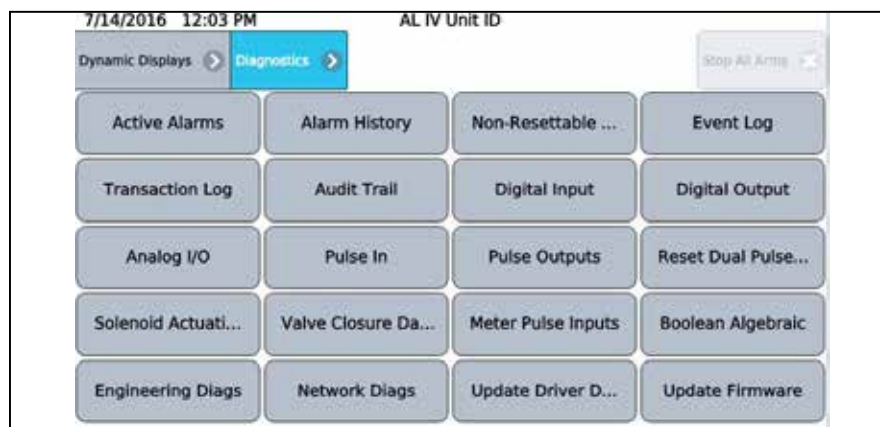 7/14/2016 12:03 PM AL IV Unit ID
Dynamic Displays Diagnostics Stop All Arms
Active Alarms Alarm History Non-Resettable ... Event Log
Transaction Log Audit Trail Digital Input Digital Output
Analog I/O Pulse In Pulse Outputs Reset Dual Pulse...
Solenoid Actuati... Valve Closure Da... Meter Pulse Inputs Boolean Algebraic
Engineering Diags Network Diags Update Driver D... Update Firmware